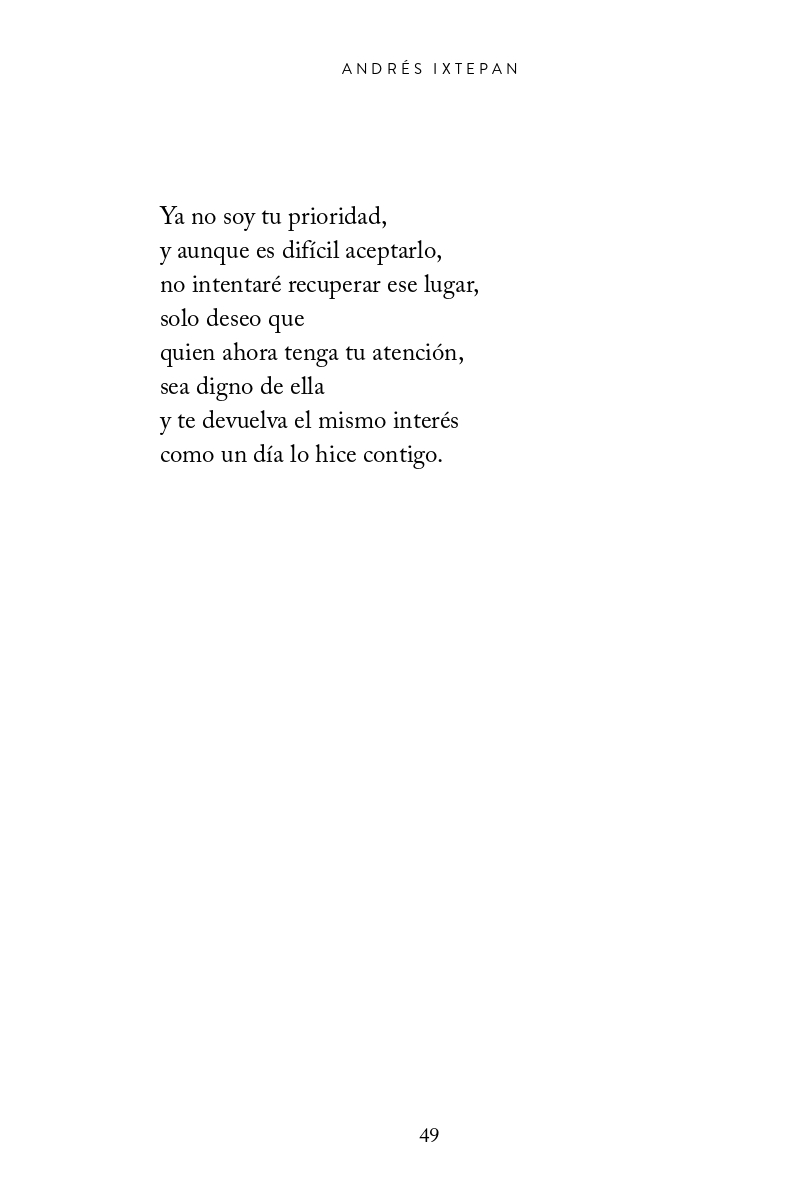 ANDRÉS IXTEPAN
Ya no soy tu prioridad,
y aunque es difícil aceptarlo,
no intentaré recuperar ese lugar,
solo deseo que
quien ahora tenga tu atención,
sea digno de ella
y te devuelva el mismo interés
como un día lo hice contigo.
49